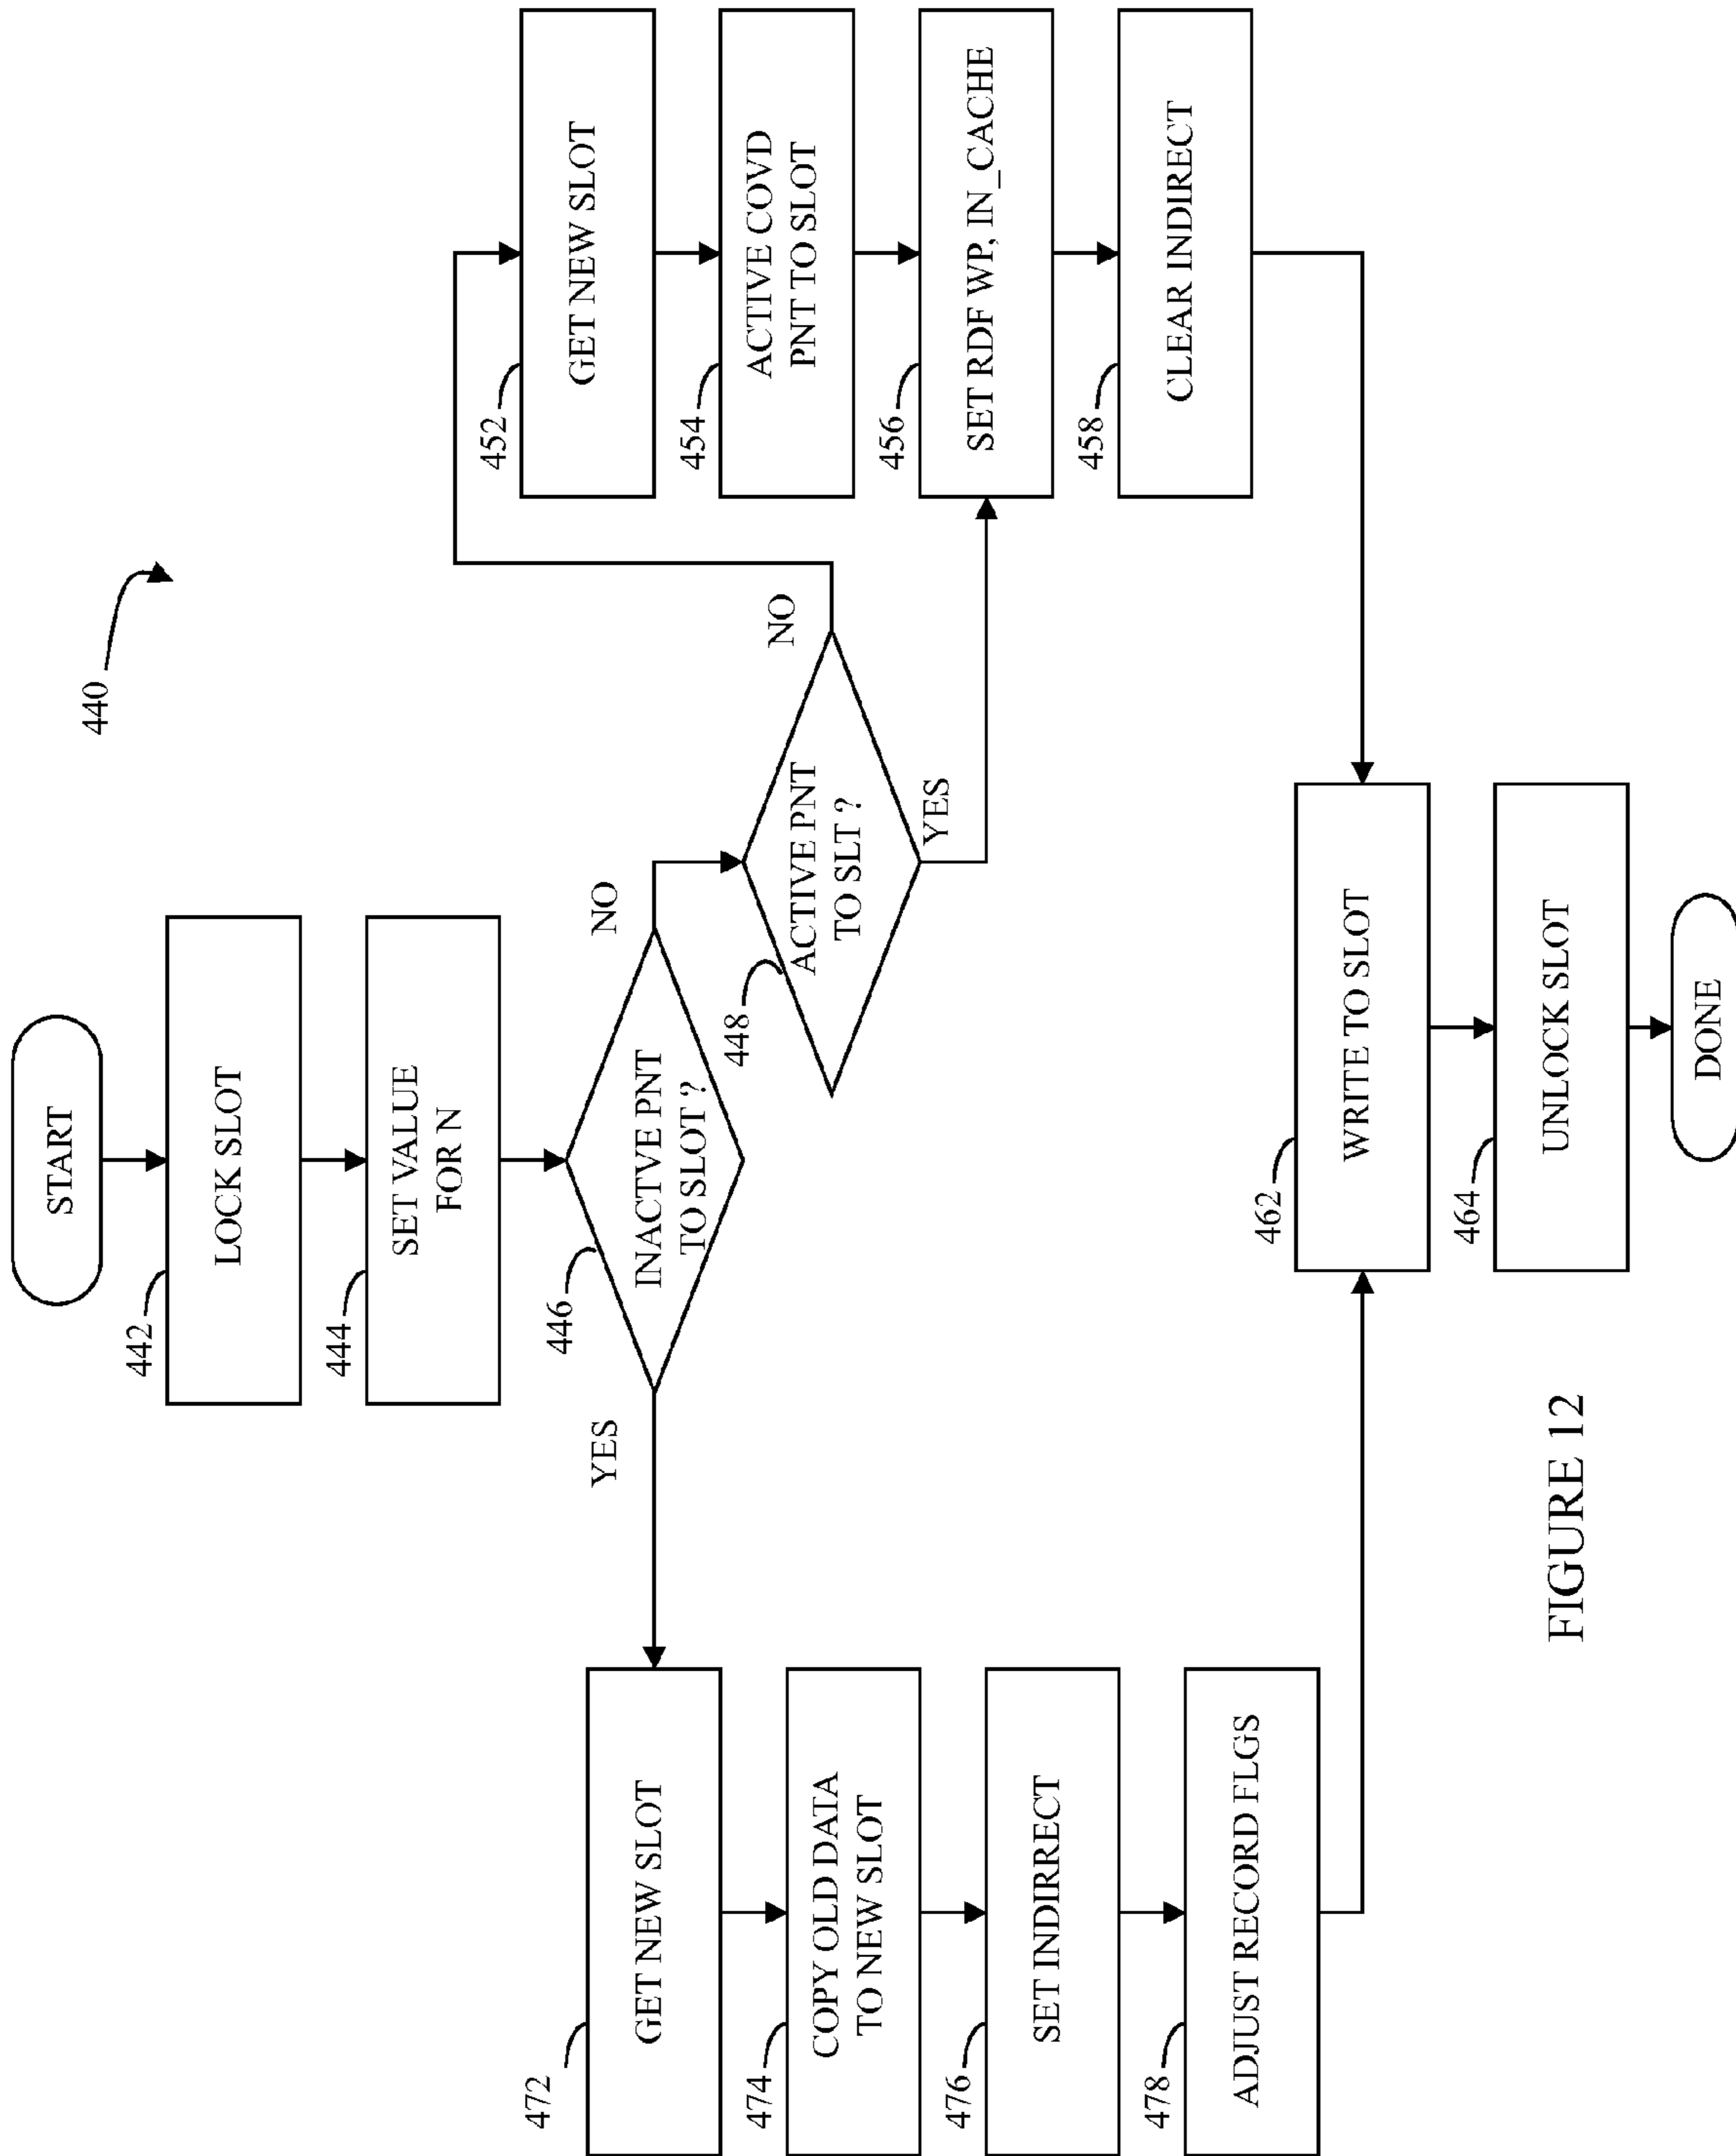 440
START
442
LOCK SLOT
444
SET VALUE
FOR N
446
INACTVE PNT
TO SLOT ?
YES
NO
448
ACTIVE PNT
TO SLT ?
NO
YES
452
GET NEW SLOT
454
ACTIVE COVD
PNT TO SLOT
456
SET RDF WP, IN_CACHE
458
CLEAR INDIRECT
472
GET NEW SLOT
474
COPY OLD DATA
TO NEW SLOT
476
SET INDIRRECT
478
ADJUST RECORD FLGS
462
WRITE TO SLOT
464
UNLOCK SLOT
DONE
FIGURE 12